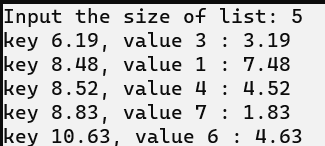 Input the size of list: 5
key 6.19, value 3 : 3.19
key 8.48, value 1 : 7.48
key 8.52, value 4 : 4.52
key 8.83, value 7 : 1.83
key 10.63, value 6 : 4.63